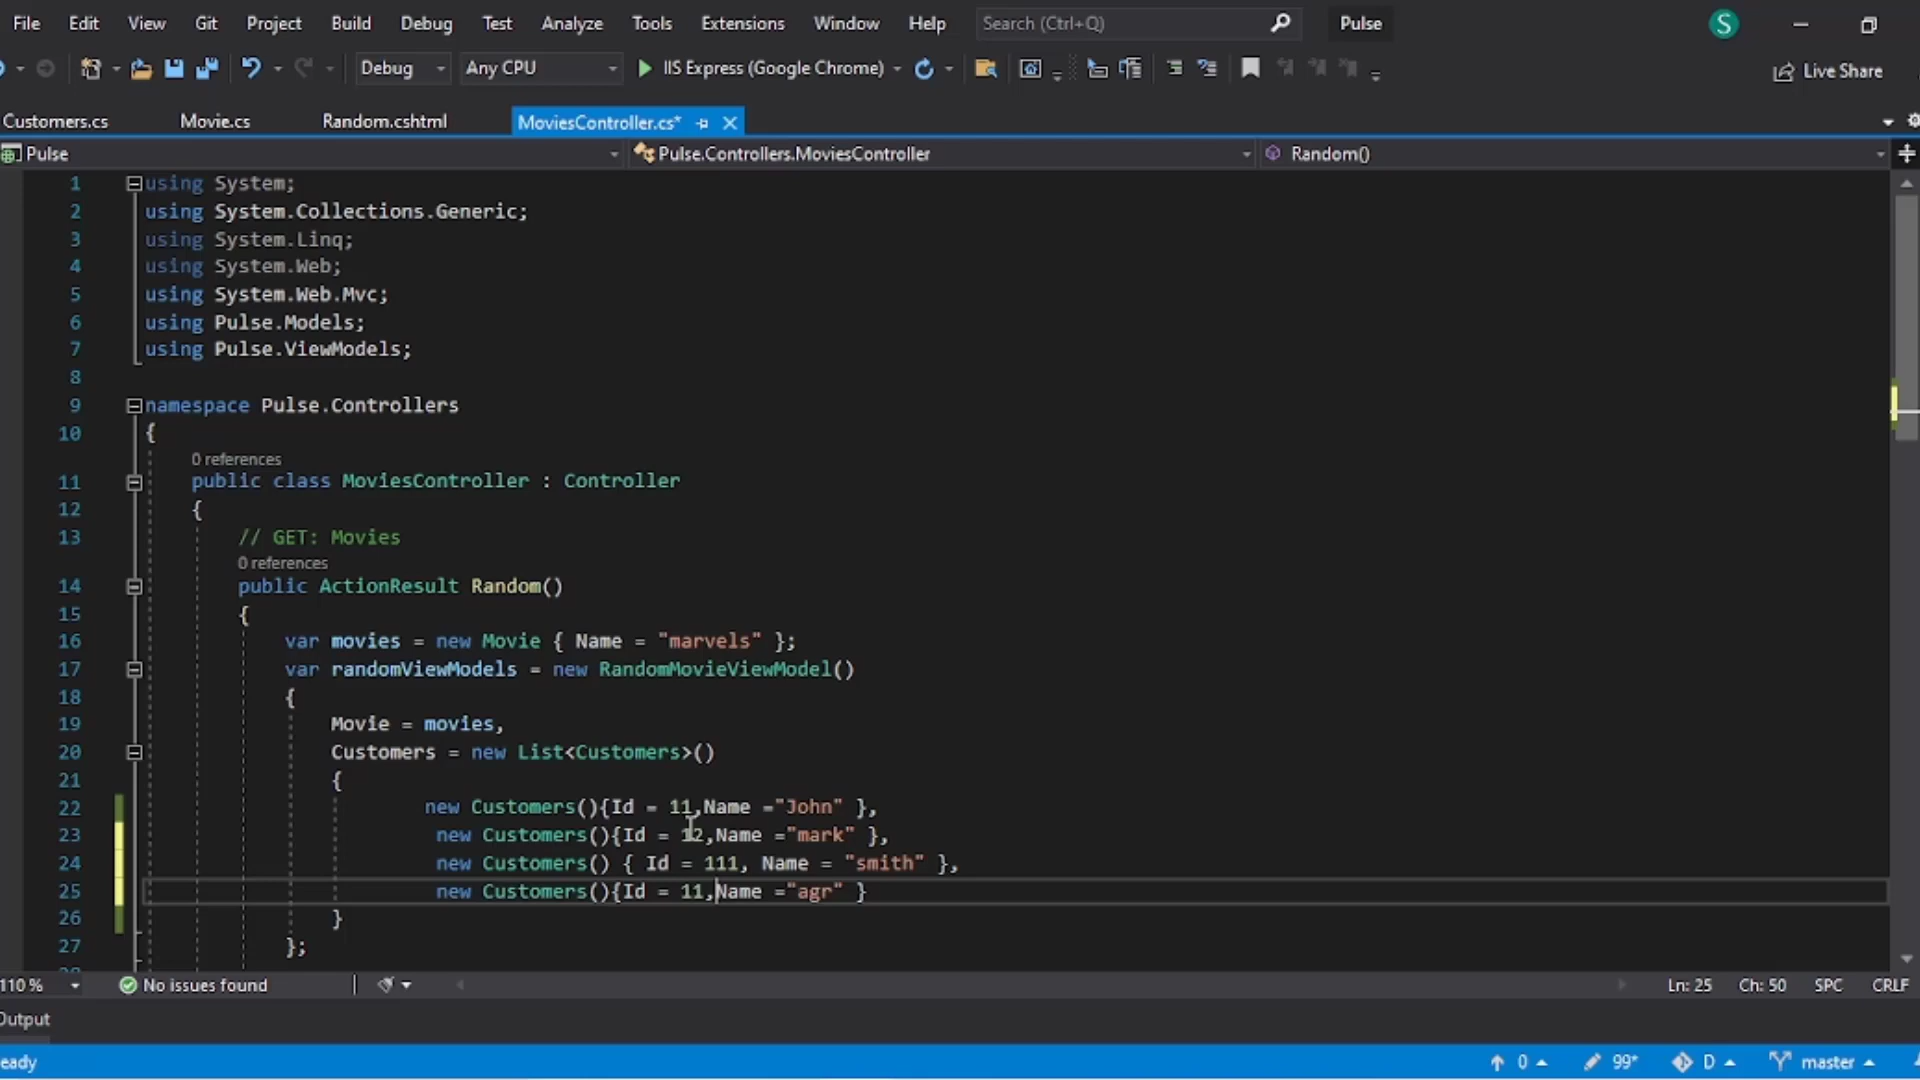 File Edit View Git Project Build Debug Test Analyze Tools Extensions Window Help Search (Ctrl+Q) Pulse S
Debug Any CPU IIS Express (Google Chrome) Live Share
Customers.cs Movie.cs Random.cshtml MoviesController.cs*
Pulse Pulse.Controllers.MoviesController Random()
1 using System;
2 using System.Collections.Generic;
3 using System.Linq;
4 using System.Web;
5 using System.Web.Mvc;
6 using Pulse.Models;
7 using Pulse.ViewModels;
8
9 namespace Pulse.Controllers
10 {
0 references
11 public class MoviesController : Controller
12 {
13 // GET: Movies
0 references
14 public ActionResult Random()
15 {
16 var movies = new Movie { Name = "marvels" };
17 var randomViewModels = new RandomMovieViewModel()
18 {
19 Movie = movies,
20 Customers = new List<Customers>()
21 {
22 new Customers(){Id = 11,Name ="John" },
23 new Customers(){Id = 12,Name ="mark" },
24 new Customers() { Id = 111, Name = "smith" },
25 new Customers(){Id = 11,Name ="agr" }
26 }
27 };
110 % No issues found Ln: 25 Ch: 50 SPC CRLF
Output
eady 0 99* D master